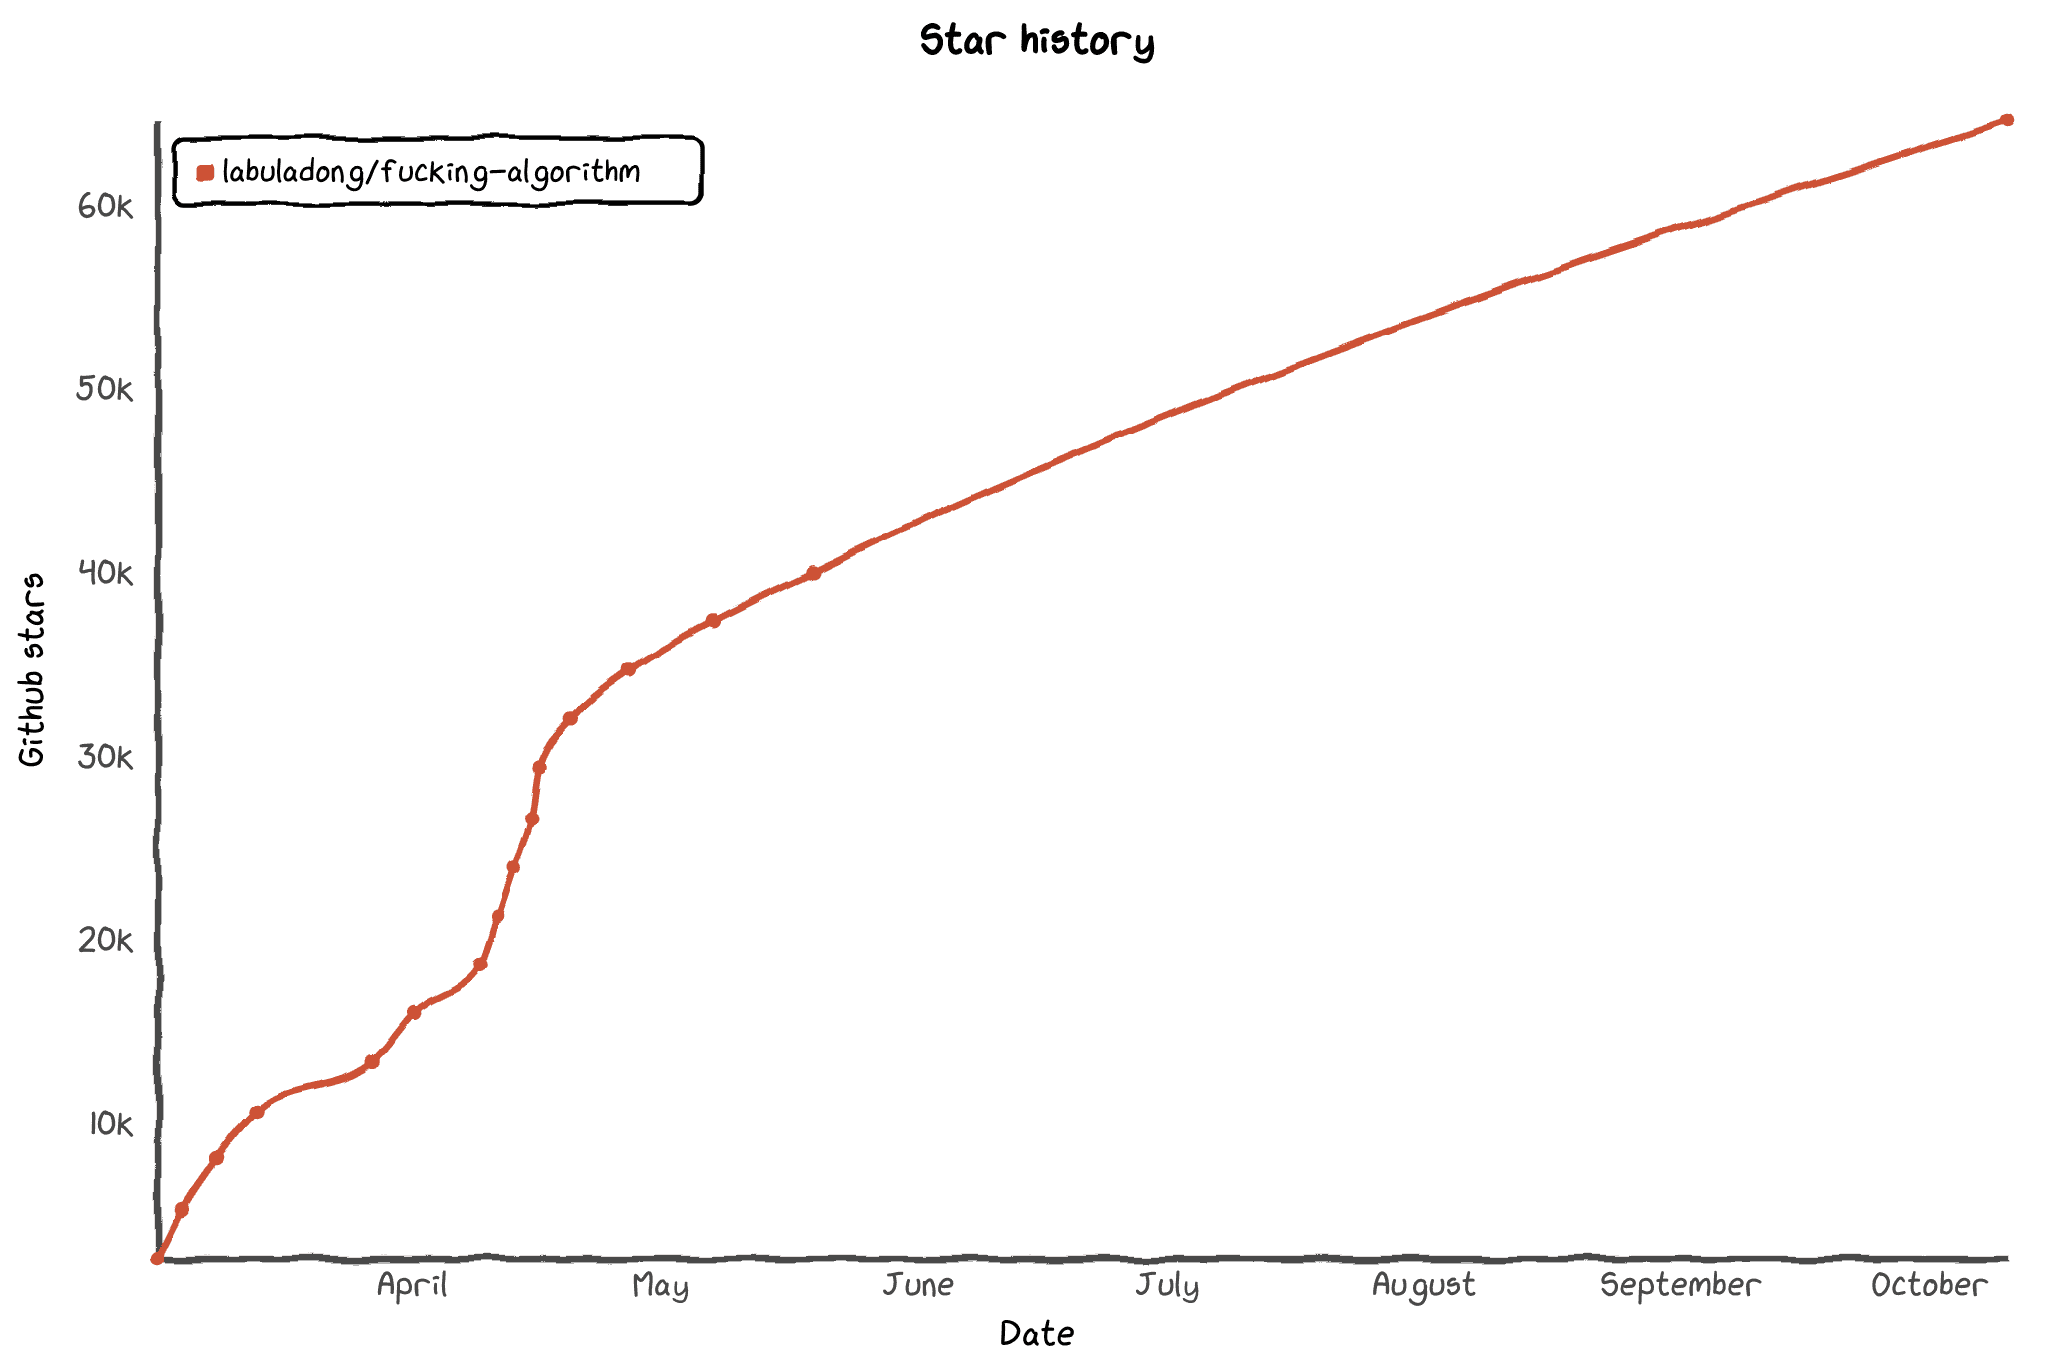 Star history
labuladong/fucking-algorithm
60K
50K
40K
30K
20K
10K
Github stars
April May June July August September October
Date